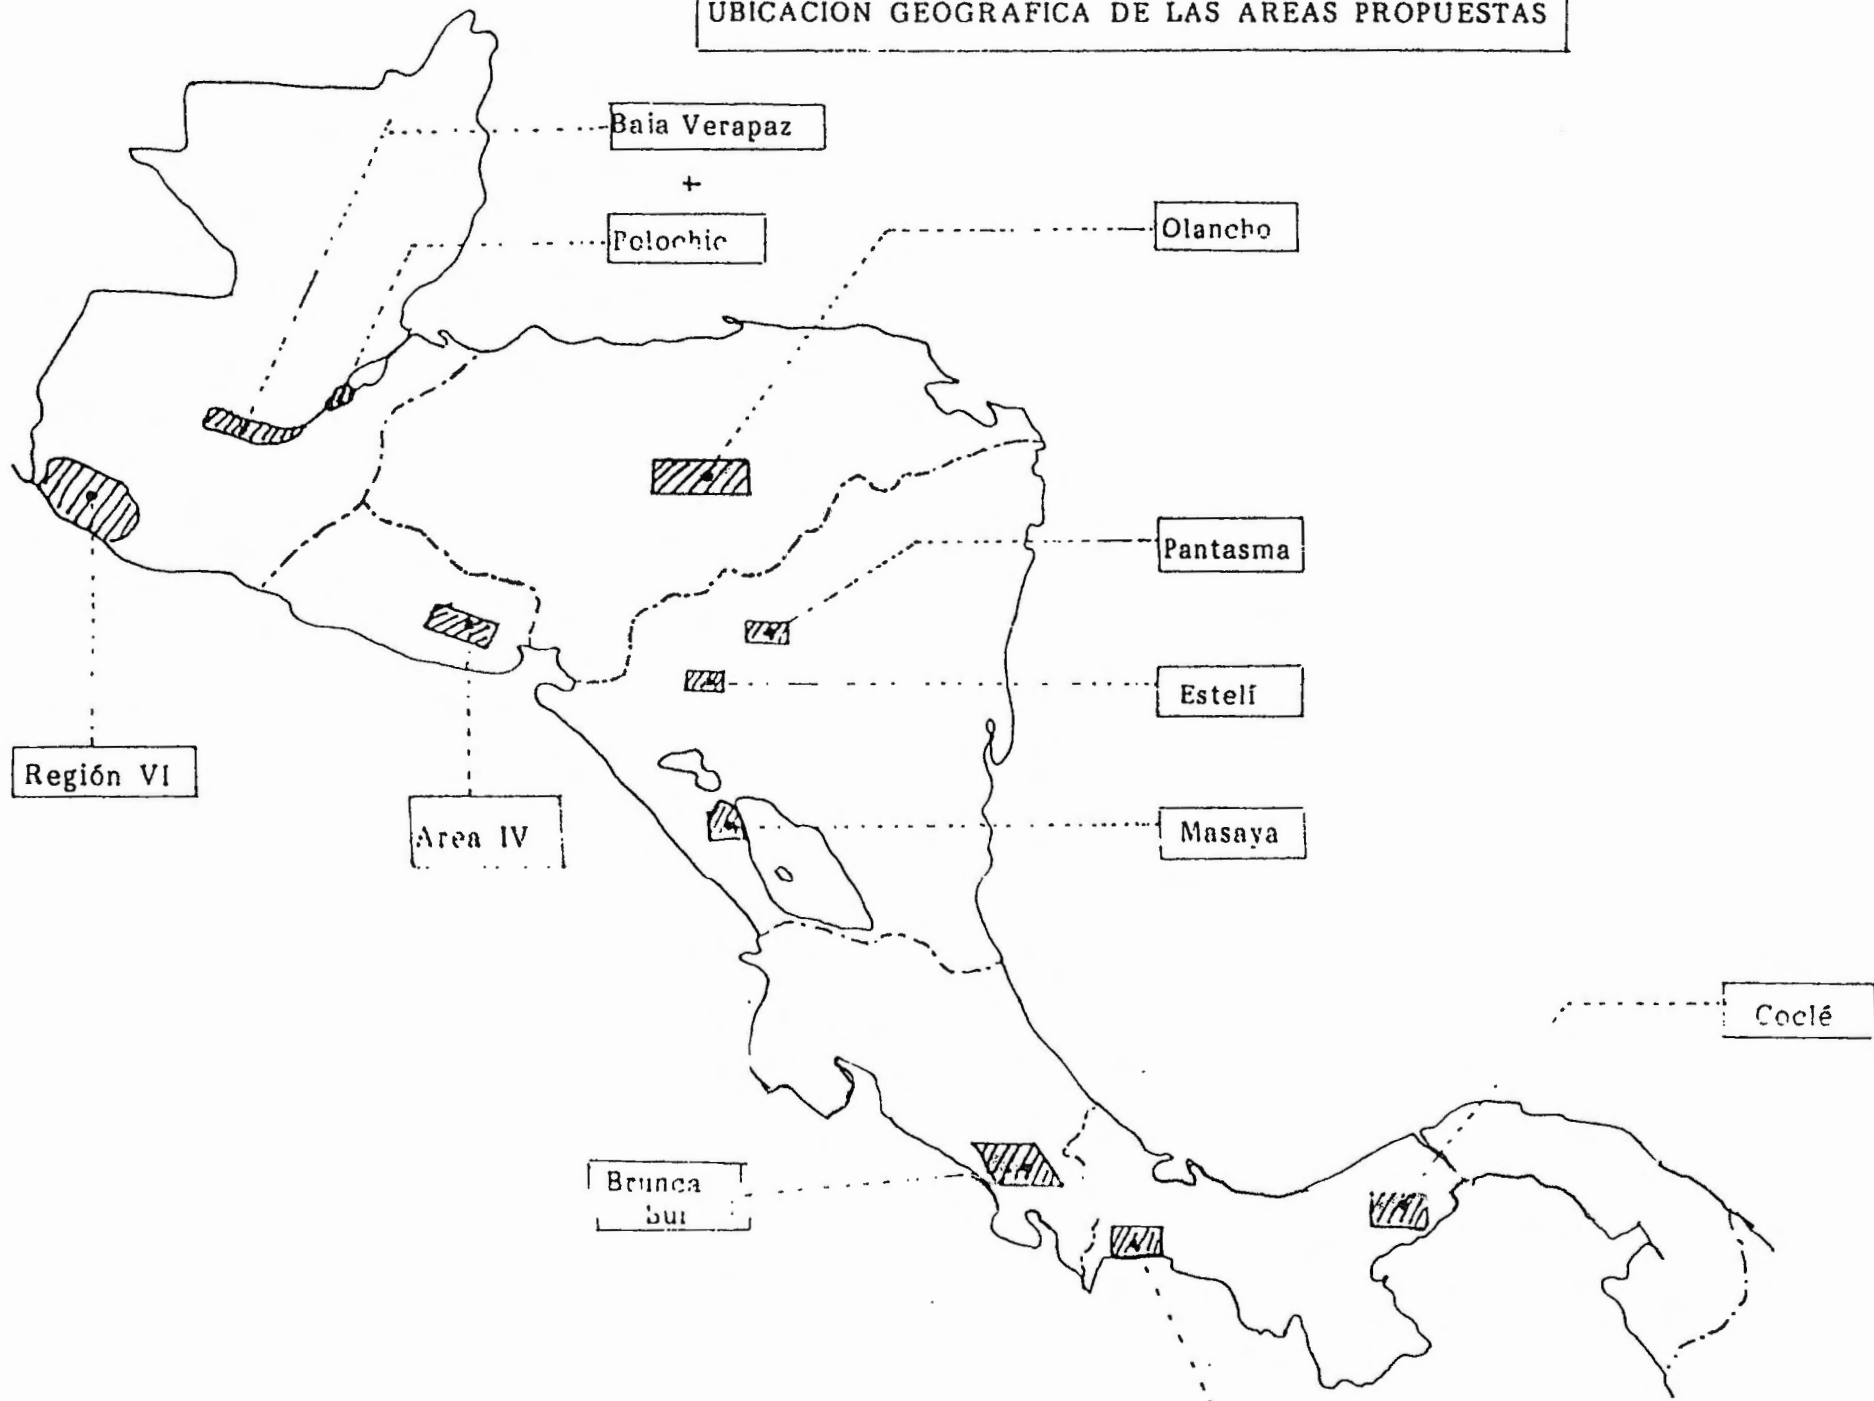 UBICACION GEOGRAFICA DE LAS AREAS PROPUESTAS
Baia Verapaz
+
Polochic
Olancho
Pantasma
Estelí
Región VI
Area IV
Masaya
Coclé
Brunca
Sur